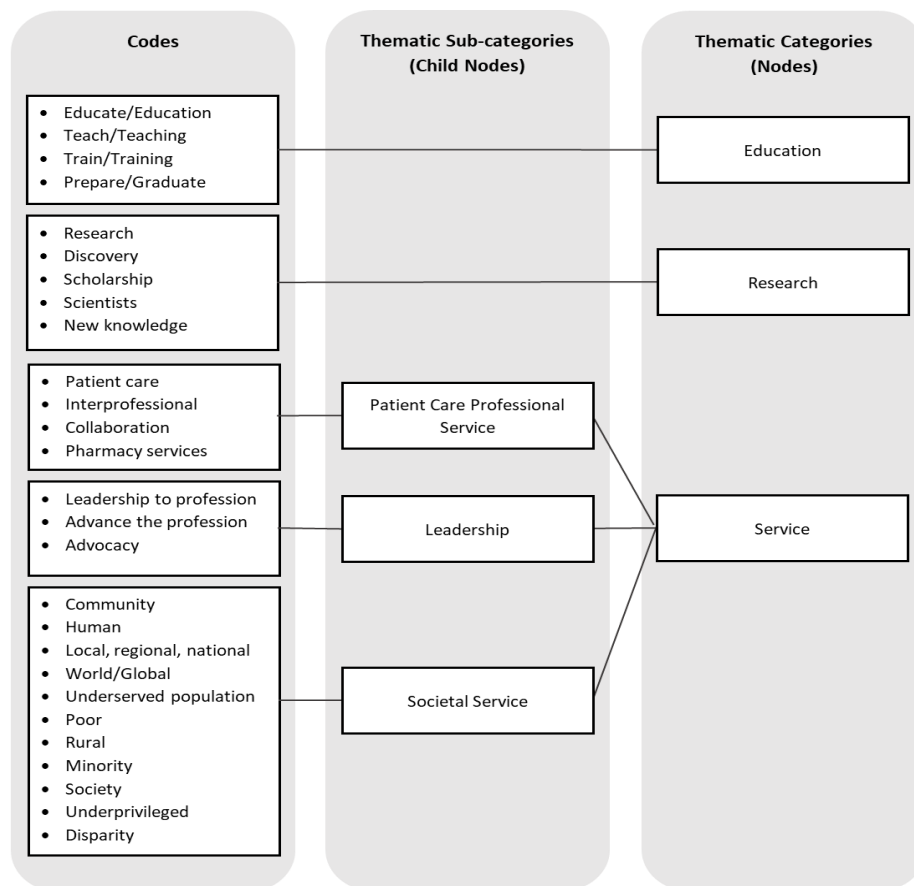 Codes
Thematic Sub-categories
(Child Nodes)
Thematic Categories
(Nodes)
• Educate/Education
• Teach/Teaching
• Train/Training
• Prepare/Graduate
Education
• Research
• Discovery
• Scholarship
• Scientists
• New knowledge
Research
• Patient care
• Interprofessional
• Collaboration
• Pharmacy services
Patient Care Professional
Service
• Leadership to profession
• Advance the profession
• Advocacy
Leadership
Service
• Community
• Human
• Local, regional, national
• World/Global
• Underserved population
• Poor
• Rural
• Minority
• Society
• Underprivileged
• Disparity
Societal Service